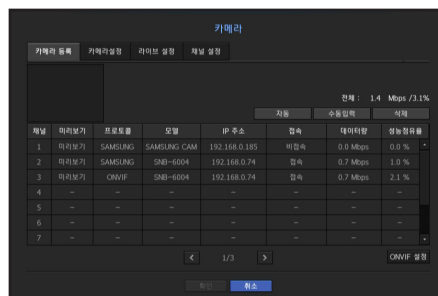 카메라
카메라 등록 카메라설정 라이브 설정 채널 설정
전체 : 1.4 Mbps /3.1%
자동 수동입력 삭제
채널 미리보기 프로토콜 모델 IP 주소 접속 데이터량 성능점유율
1 미리보기 SAMSUNG SAMSUNG CAM 192.168.0.185 비접속 0.0 Mbps 0.0 %
2 미리보기 SAMSUNG SNB-6004 192.168.0.74 접속 0.7 Mbps 1.0 %
3 미리보기 ONVIF SNB-6004 192.168.0.74 접속 0.7 Mbps 2.1 %
4 – – – – – – –
5 – – – – – – –
6 – – – – – – –
7 – – – – – – –
< 1/3 >
ONVIF 설정
확인 취소